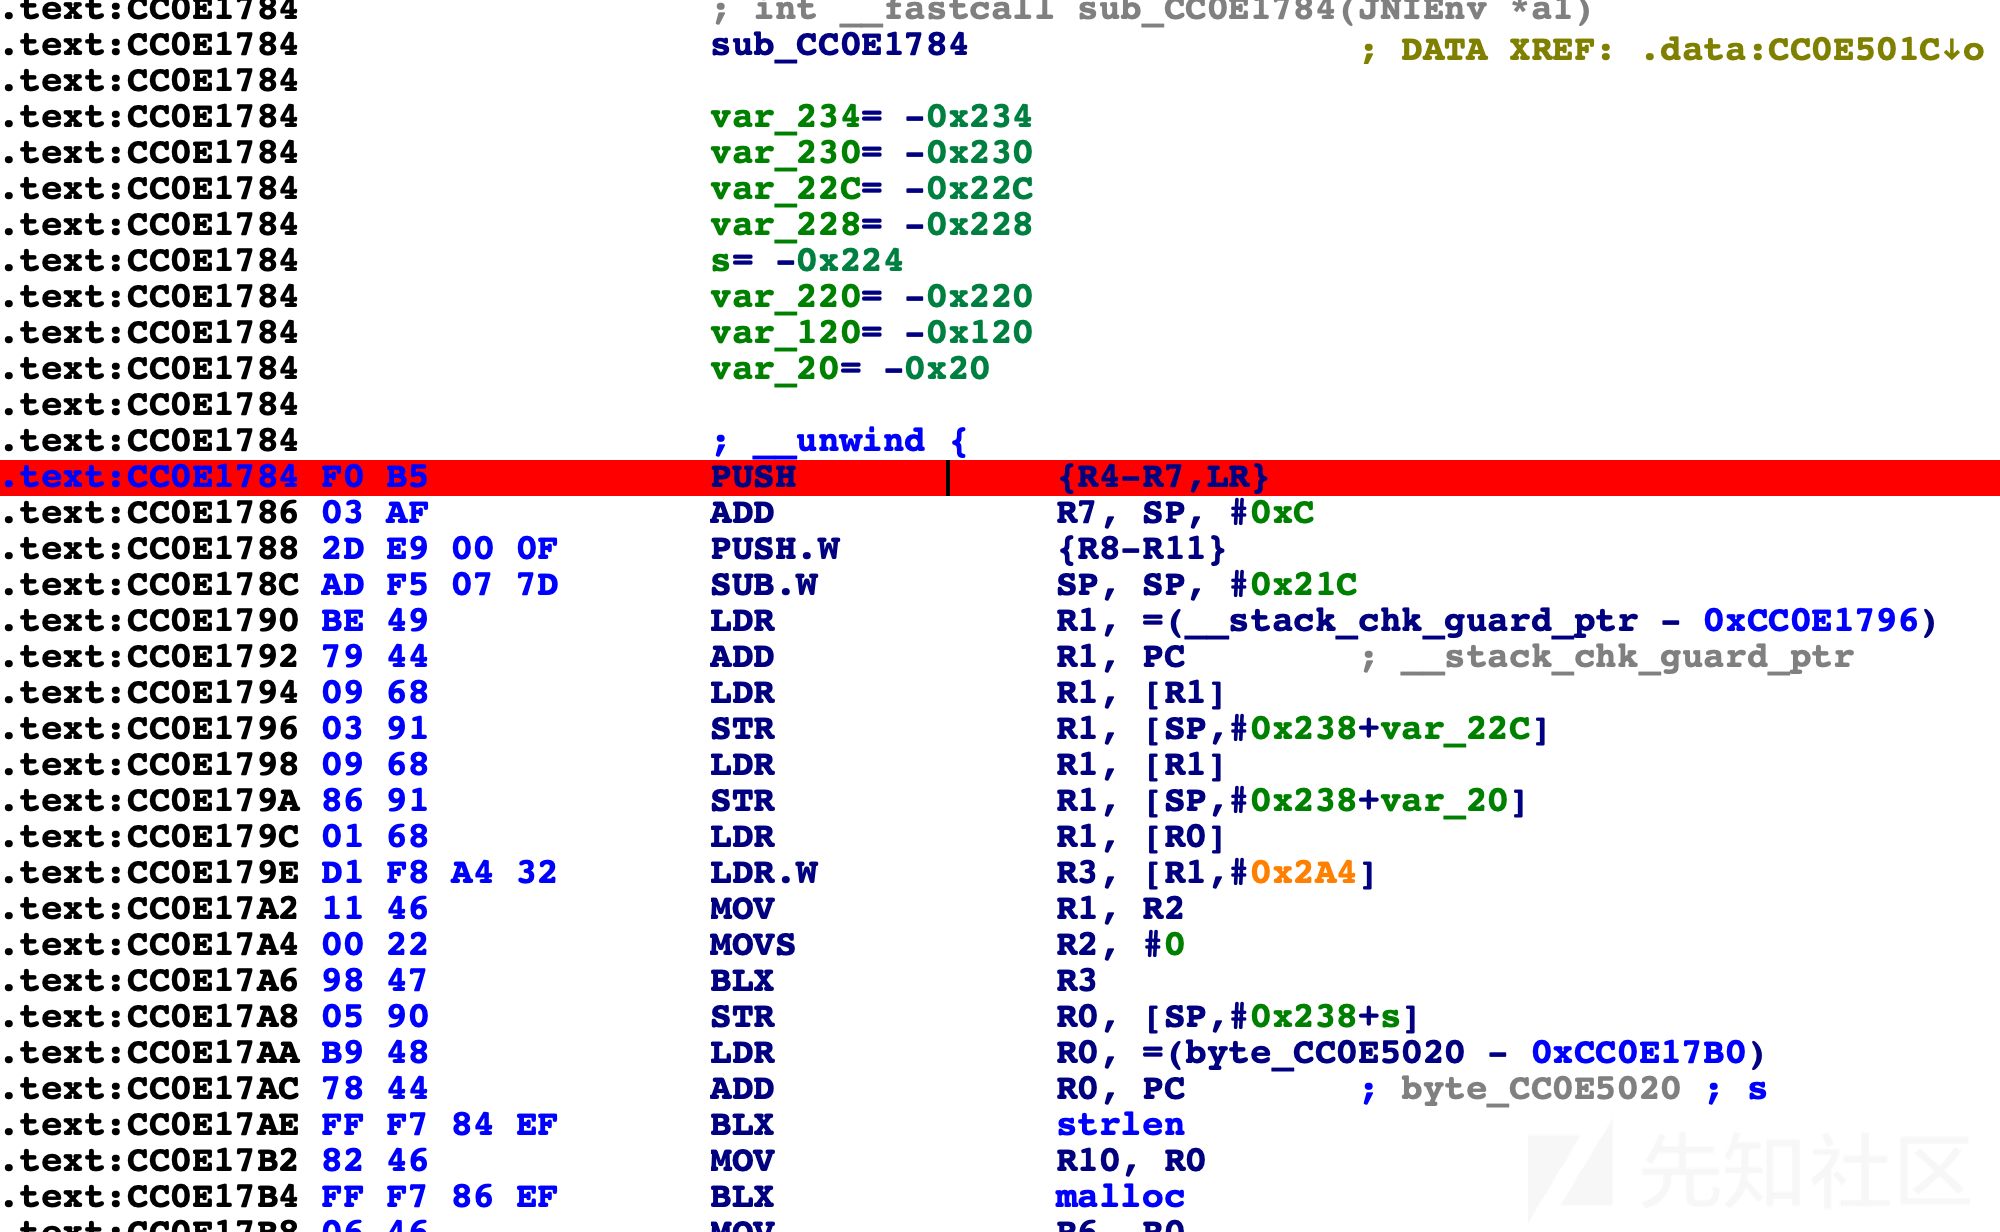 .text:CC0E1784 ; int __fastcall sub_CC0E1784(JNIEnv *a1)
.text:CC0E1784 sub_CC0E1784 ; DATA XREF: .data:CC0E501C↓o
.text:CC0E1784
.text:CC0E1784 var_234= -0x234
.text:CC0E1784 var_230= -0x230
.text:CC0E1784 var_22C= -0x22C
.text:CC0E1784 var_228= -0x228
.text:CC0E1784 s= -0x224
.text:CC0E1784 var_220= -0x220
.text:CC0E1784 var_120= -0x120
.text:CC0E1784 var_20= -0x20
.text:CC0E1784
.text:CC0E1784 ; __unwind {
.text:CC0E1784 F0 B5 PUSH {R4-R7,LR}
.text:CC0E1786 03 AF ADD R7, SP, #0xC
.text:CC0E1788 2D E9 00 0F PUSH.W {R8-R11}
.text:CC0E178C AD F5 07 7D SUB.W SP, SP, #0x21C
.text:CC0E1790 BE 49 LDR R1, =(__stack_chk_guard_ptr - 0xCC0E1796)
.text:CC0E1792 79 44 ADD R1, PC ; __stack_chk_guard_ptr
.text:CC0E1794 09 68 LDR R1, [R1]
.text:CC0E1796 03 91 STR R1, [SP,#0x238+var_22C]
.text:CC0E1798 09 68 LDR R1, [R1]
.text:CC0E179A 86 91 STR R1, [SP,#0x238+var_20]
.text:CC0E179C 01 68 LDR R1, [R0]
.text:CC0E179E D1 F8 A4 32 LDR.W R3, [R1,#0x2A4]
.text:CC0E17A2 11 46 MOV R1, R2
.text:CC0E17A4 00 22 MOVS R2, #0
.text:CC0E17A6 98 47 BLX R3
.text:CC0E17A8 05 90 STR R0, [SP,#0x238+s]
.text:CC0E17AA B9 48 LDR R0, =(byte_CC0E5020 - 0xCC0E17B0)
.text:CC0E17AC 78 44 ADD R0, PC ; byte_CC0E5020 ; s
.text:CC0E17AE FF F7 84 EF BLX strlen
.text:CC0E17B2 82 46 MOV R10, R0
.text:CC0E17B4 FF F7 86 EF BLX malloc
.text:CC0E17B8 06 46 MOV R6, R0
先知社区